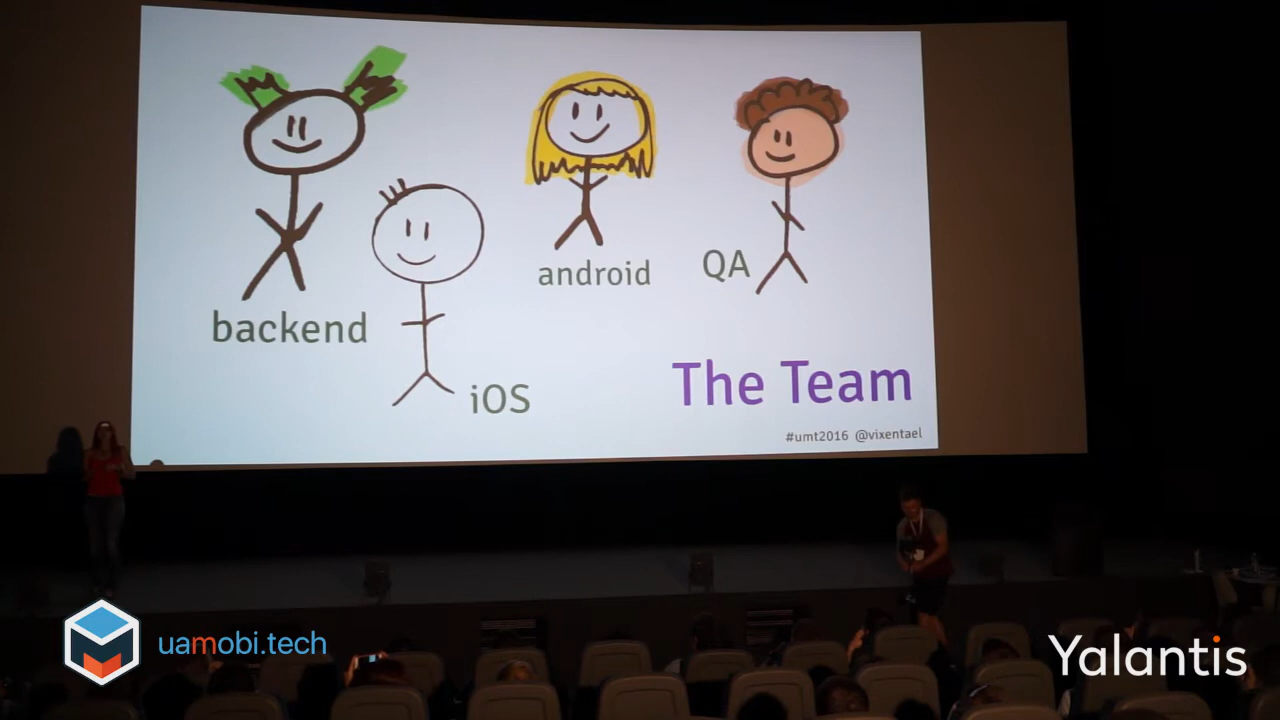 android
QA
backend
iOS
The Team
#umt2016 @vixentael
uamobi.tech
Yalantis